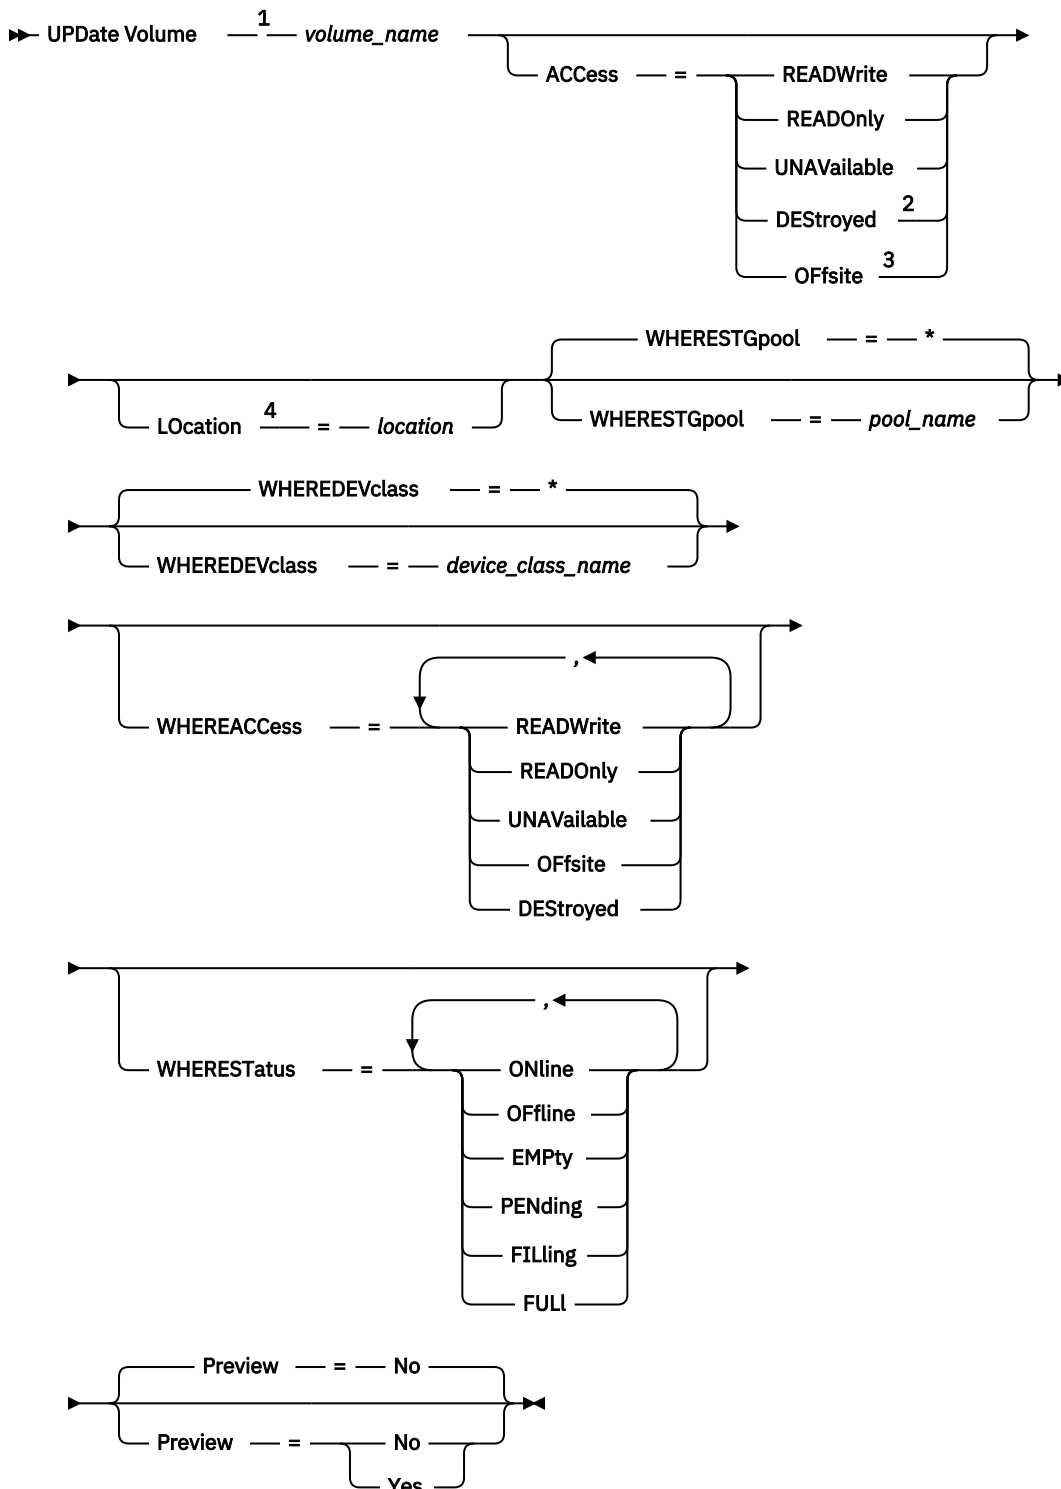 UPDate Volume 1 volume_name
ACCess = READWrite
READOnly
UNAVailable
DEStroyed 2
OFfsite 3
WHERESTGpool = *
LOcation 4 = location
WHERESTGpool = pool_name
WHEREDEVclass = *
WHEREDEVclass = device_class_name
,
WHEREACCess = READWrite
READOnly
UNAVailable
OFfsite
DEStroyed
,
WHERESTatus = ONline
OFfline
EMPty
PENding
FILling
FULl
Preview = No
Preview = No
Yes